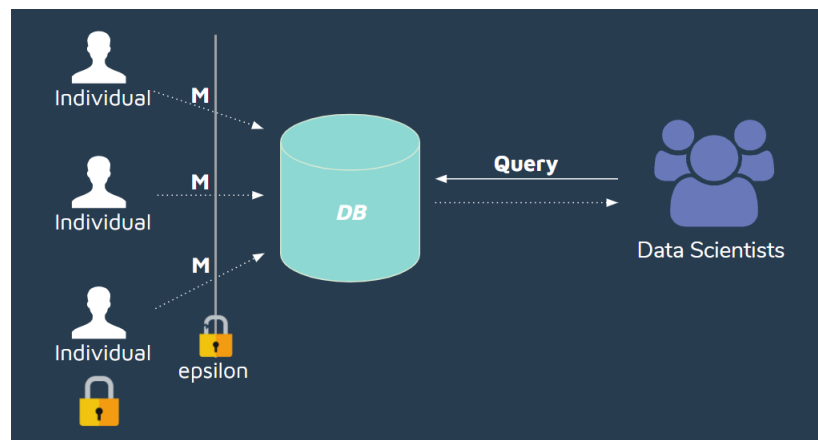 Individual
M
Individual
M
Individual
M
epsilon
DB
Query
Data Scientists